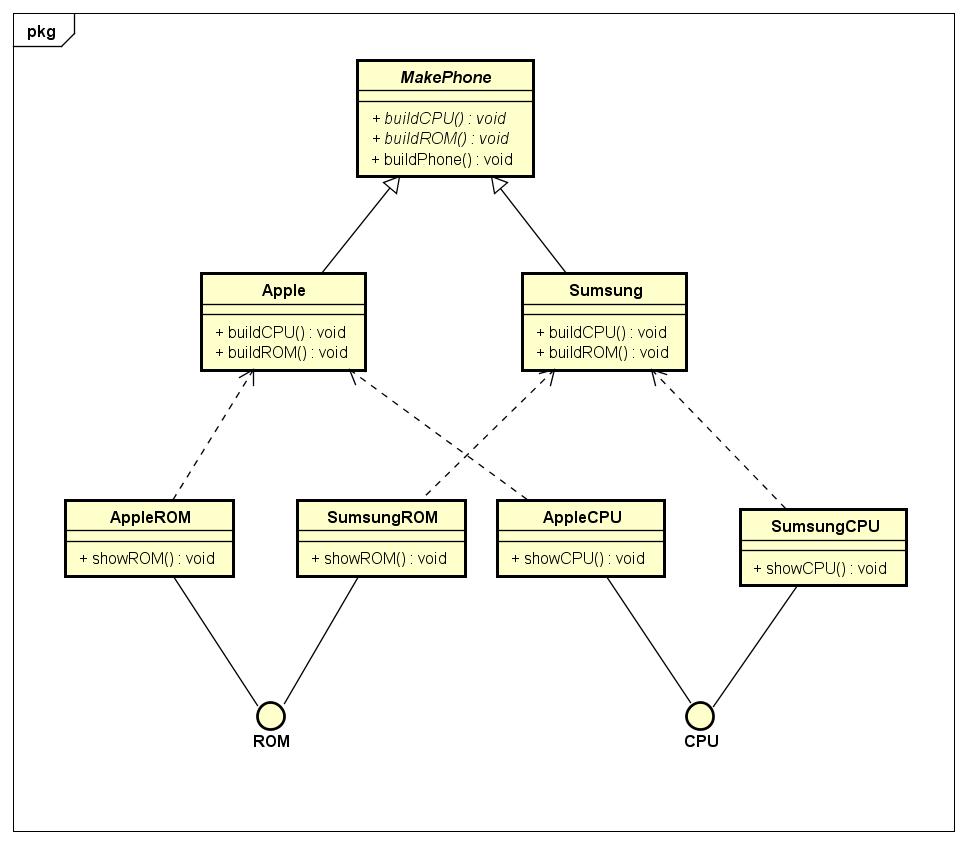 pkg
MakePhone
+ buildCPU() : void
+ buildROM() : void
+ buildPhone() : void
Apple
+ buildCPU() : void
+ buildROM() : void
Sumsung
+ buildCPU() : void
+ buildROM() : void
AppleROM
+ showROM() : void
SumsungROM
+ showROM() : void
AppleCPU
+ showCPU() : void
SumsungCPU
+ showCPU() : void
ROM
CPU